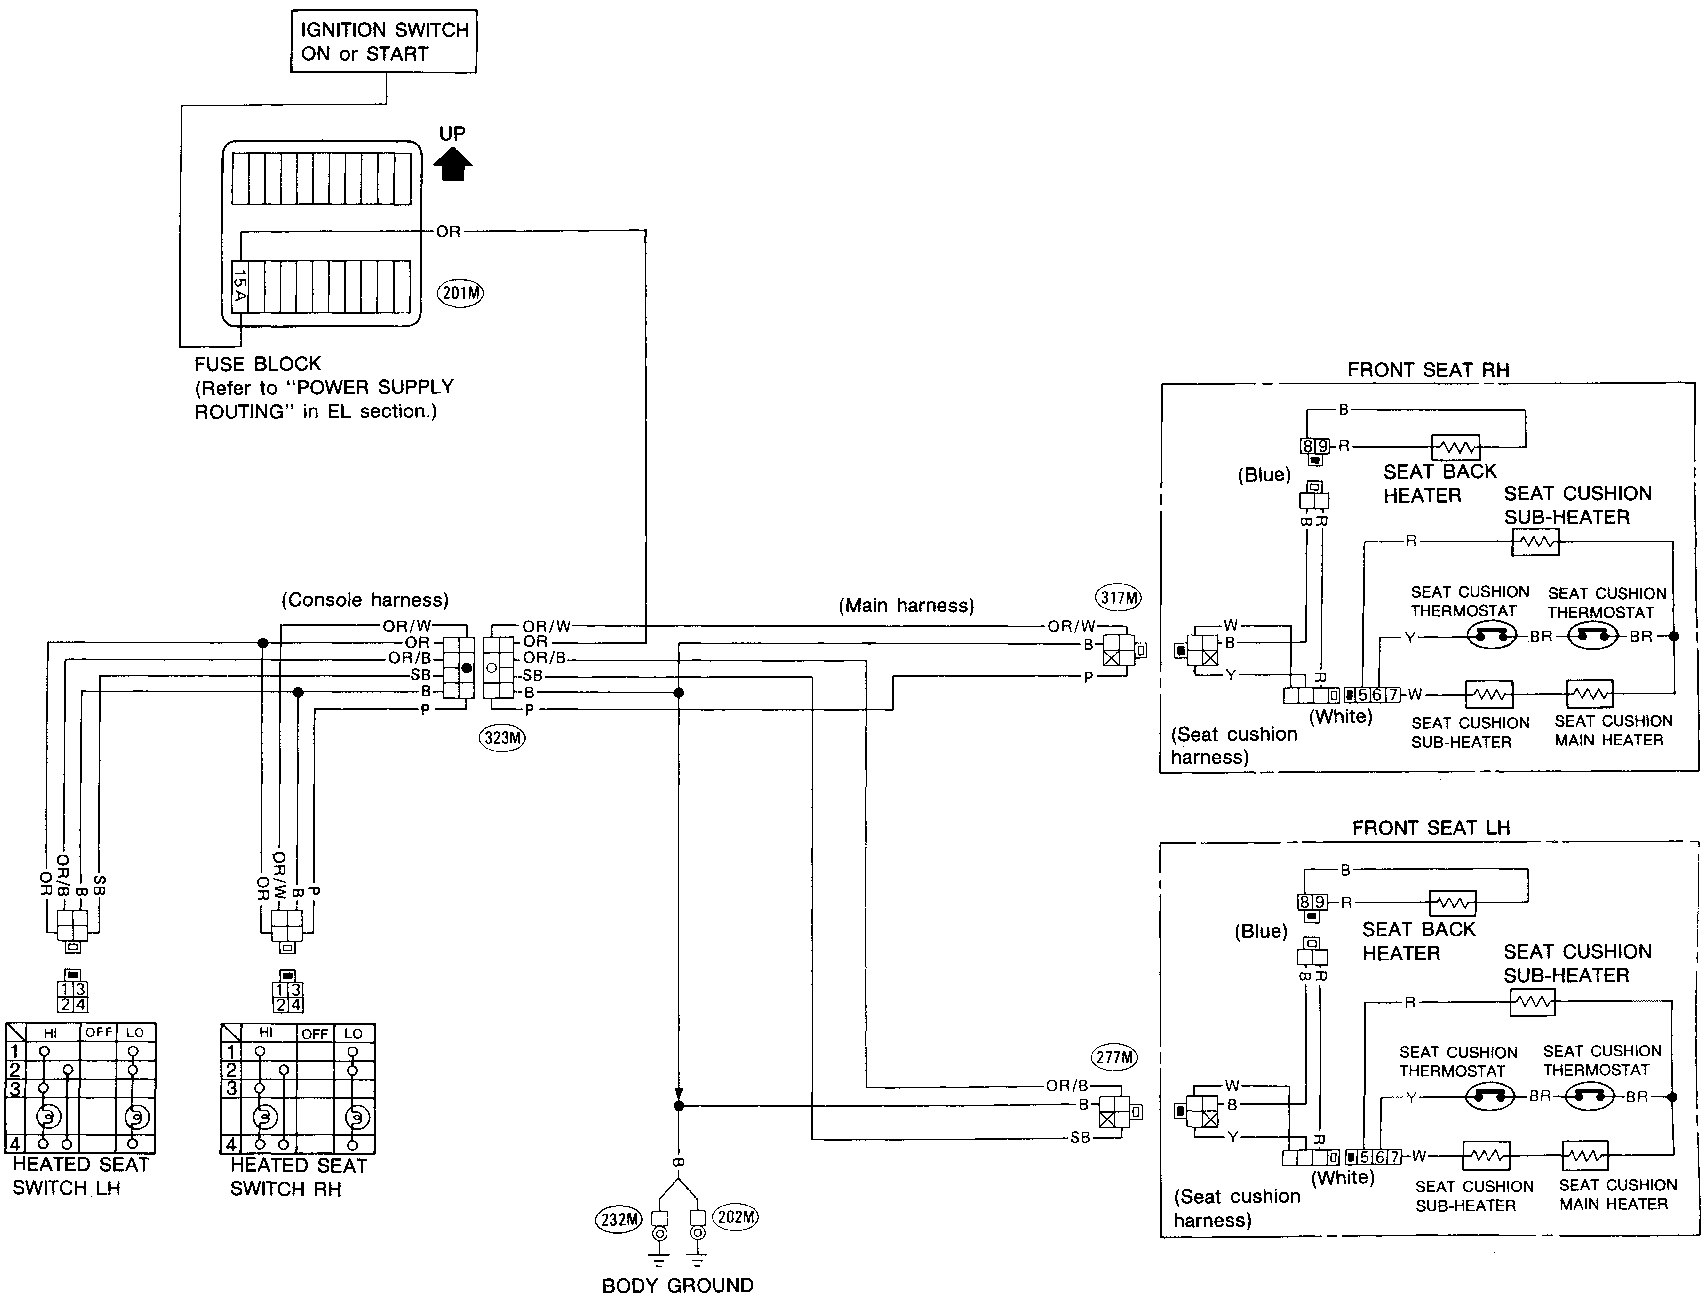 IGNITION SWITCH
ON or START
UP
OR
15A
201M
FUSE BLOCK
(Refer to "POWER SUPPLY
ROUTING" in EL section.)
FRONT SEAT RH
B
8 9
R
(Blue)
SEAT BACK
HEATER
SEAT CUSHION
SUB-HEATER
B
R
R
SEAT CUSHION
THERMOSTAT
SEAT CUSHION
THERMOSTAT
Y
BR
BR
W
B
Y
R
5 6 7
W
(White)
SEAT CUSHION
SUB-HEATER
SEAT CUSHION
MAIN HEATER
(Seat cushion
harness)
(Console harness)
(Main harness)
317M
OR/W
OR
OR/B
SB
B
P
OR/W
OR
OR/B
SB
B
P
323M
OR/W
B
P
OR
OR/B
B
SB
OR
OR/W
B
P
1 3
2 4
1 3
2 4
HI
OFF
LO
1
2
3
4
HEATED SEAT
SWITCH LH
HI
OFF
LO
1
2
3
4
HEATED SEAT
SWITCH RH
FRONT SEAT LH
B
8 9
R
(Blue)
SEAT BACK
HEATER
SEAT CUSHION
SUB-HEATER
B
R
R
277M
SEAT CUSHION
THERMOSTAT
SEAT CUSHION
THERMOSTAT
OR/B
B
SB
W
B
Y
Y
BR
BR
R
5 6 7
W
(White)
SEAT CUSHION
SUB-HEATER
SEAT CUSHION
MAIN HEATER
(Seat cushion
harness)
B
232M
202M
BODY GROUND